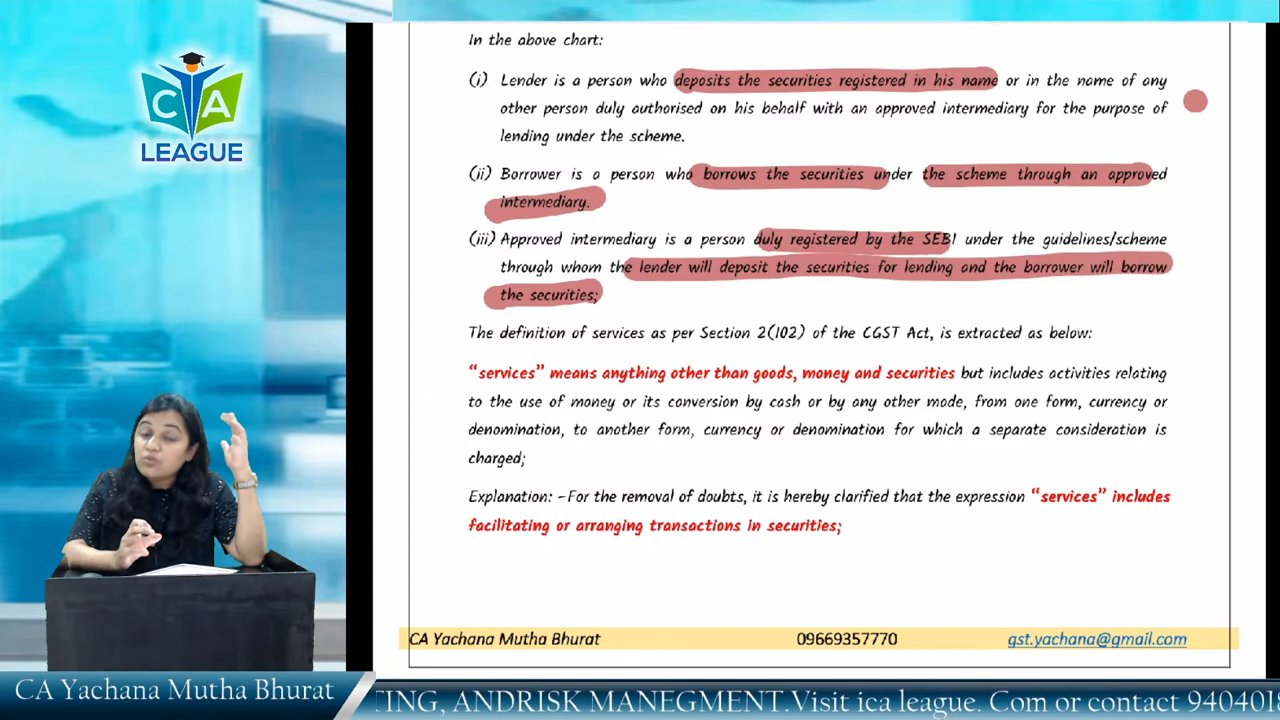 CA
LEAGUE
In the above chart:
(i) Lender is a person who deposits the securities registered in his name or in the name of any
other person duly authorised on his behalf with an approved intermediary for the purpose of
lending under the scheme.
(ii) Borrower is a person who borrows the securities under the scheme through an approved
intermediary.
(iii) Approved intermediary is a person duly registered by the SEBI under the guidelines/scheme
through whom the lender will deposit the securities for lending and the borrower will borrow
the securities;
The definition of services as per Section 2(102) of the CGST Act, is extracted as below:
“services” means anything other than goods, money and securities but includes activities relating
to the use of money or its conversion by cash or by any other mode, from one form, currency or
denomination, to another form, currency or denomination for which a separate consideration is
charged;
Explanation: -For the removal of doubts, it is hereby clarified that the expression “services” includes
facilitating or arranging transactions in securities;
CA Yachana Mutha Bhurat 09669357770 gst.yachana@gmail.com
CA Yachana Mutha Bhurat
TING, ANDRISK MANEGMENT.Visit ica league. Com or contact 9404018